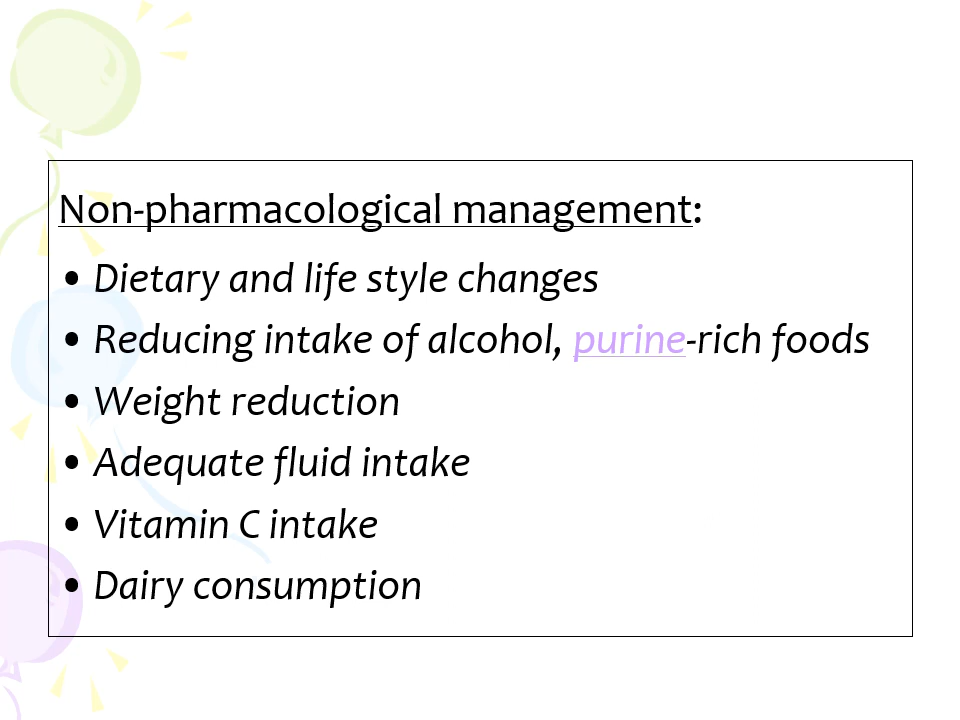 Non-pharmacological management:
• Dietary and life style changes
• Reducing intake of alcohol, purine-rich foods
• Weight reduction
• Adequate fluid intake
• Vitamin C intake
• Dairy consumption